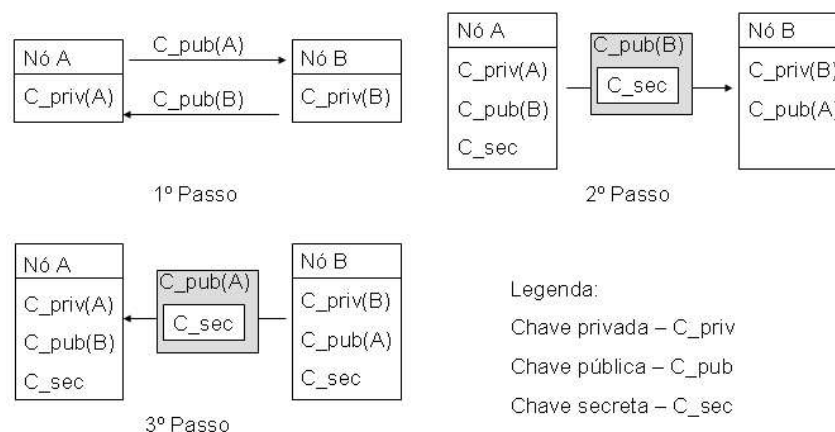 Nó A
C_priv(A)
C_pub(A)
C_pub(B)
Nó B
C_priv(B)
1º Passo
Nó A
C_priv(A)
C_pub(B)
C_sec
C_pub(B)
C_sec
Nó B
C_priv(B)
C_pub(A)
2º Passo
Nó A
C_priv(A)
C_pub(B)
C_sec
C_pub(A)
C_sec
Nó B
C_priv(B)
C_pub(A)
C_sec
3º Passo
Legenda:
Chave privada – C_priv
Chave pública – C_pub
Chave secreta – C_sec